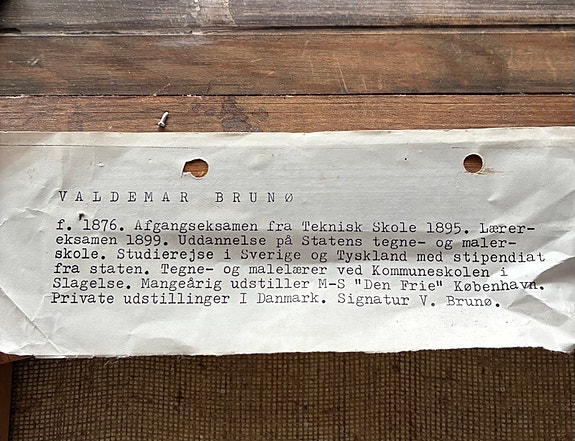 VALDEMAR BRUNØ
f. 1876. Afgangseksamen fra Teknisk Skole 1895. Lærer-
eksamen 1899. Uddannelse på Statens tegne- og maler-
skole. Studierejse i Sverige og Tyskland med stipendiat
fra staten. Tegne- og malelærer ved Kommuneskolen i
Slagelse. Mangeårig udstiller M-S "Den Frie" København.
Private udstillinger I Danmark. Signatur V. Brunø.